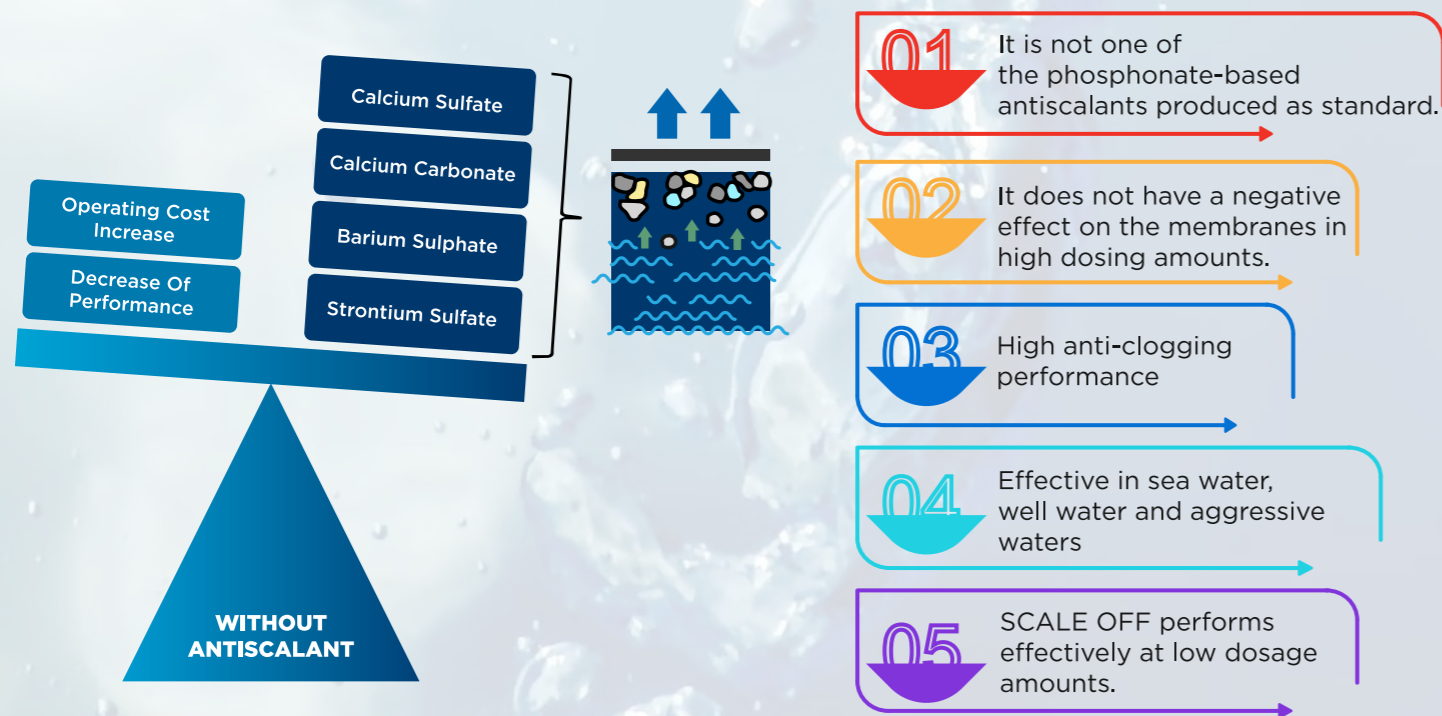 Calcium Sulfate
Calcium Carbonate
Barium Sulphate
Strontium Sulfate
Operating Cost
Increase
Decrease Of
Performance
WITHOUT
ANTISCALANT
01
It is not one of
the phosphonate-based
antiscalants produced as standard.
02
It does not have a negative
effect on the membranes in
high dosing amounts.
03
High anti-clogging
performance
04
Effective in sea water,
well water and aggressive
waters
05
SCALE OFF performs
effectively at low dosage
amounts.